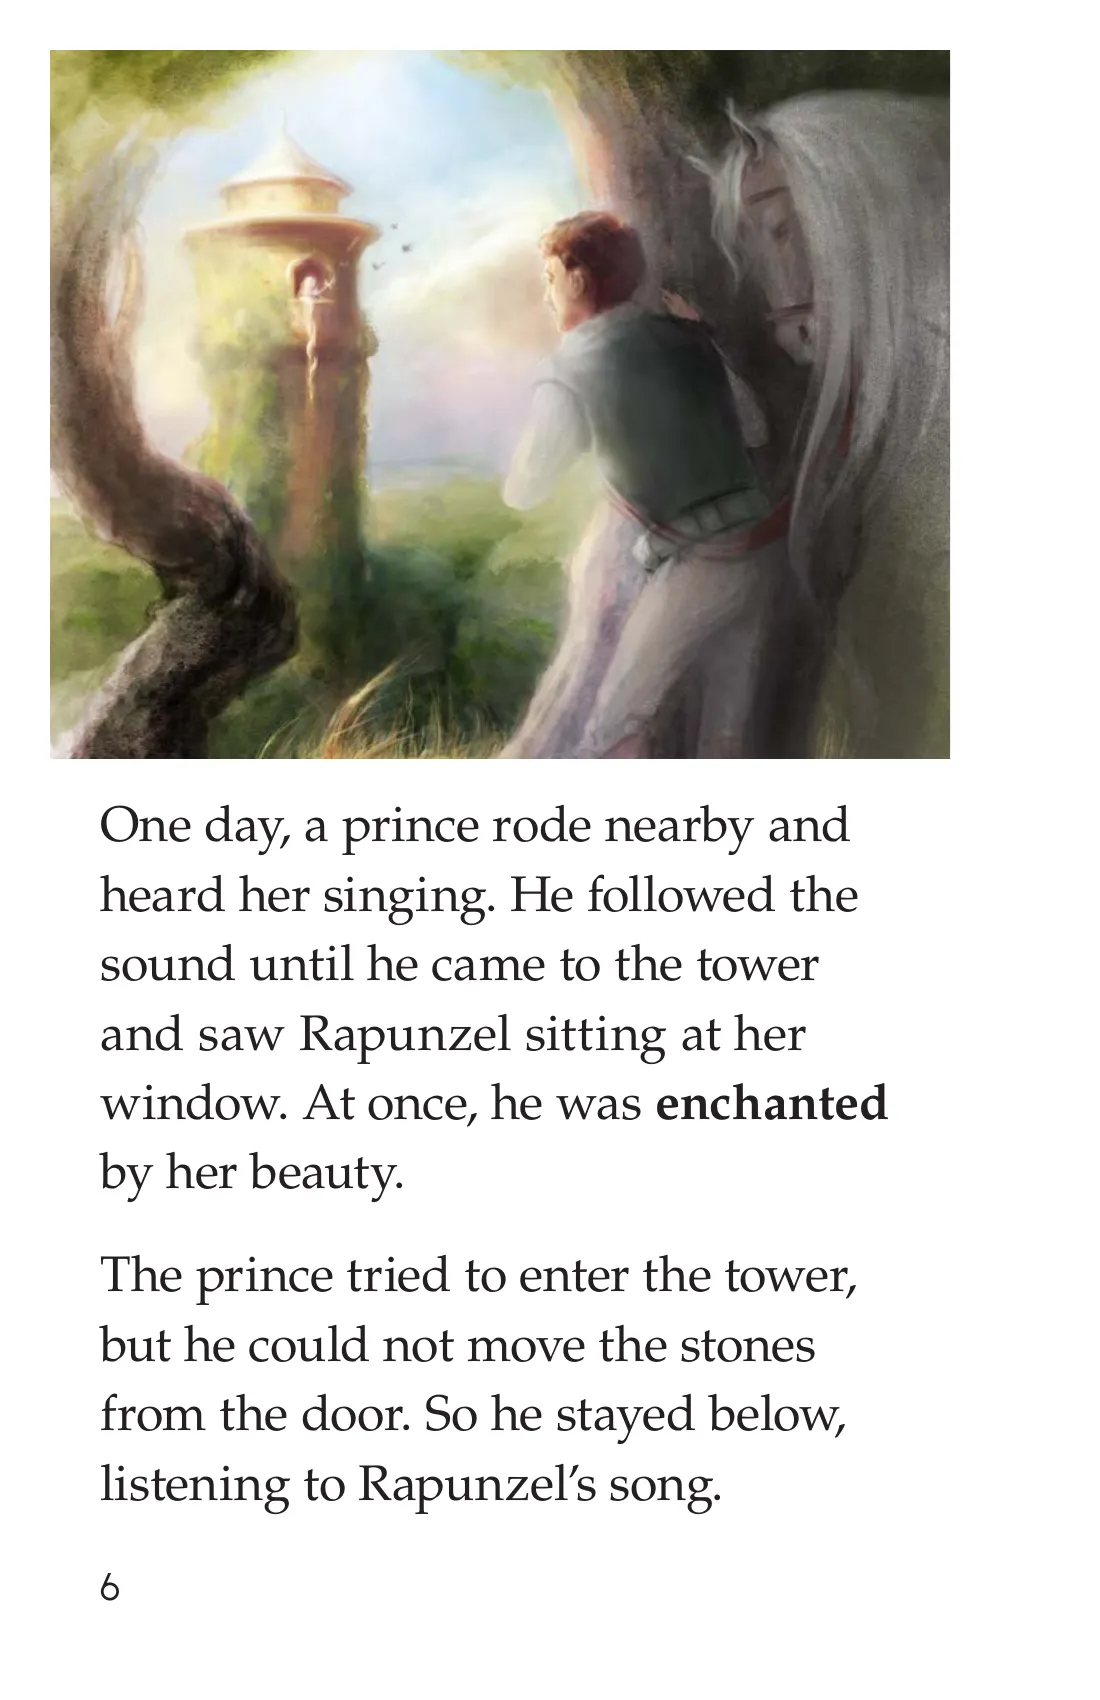 One day, a prince rode nearby and
heard her singing. He followed the
sound until he came to the tower
and saw Rapunzel sitting at her
window. At once, he was enchanted
by her beauty.
The prince tried to enter the tower,
but he could not move the stones
from the door. So he stayed below,
listening to Rapunzel’s song.
6